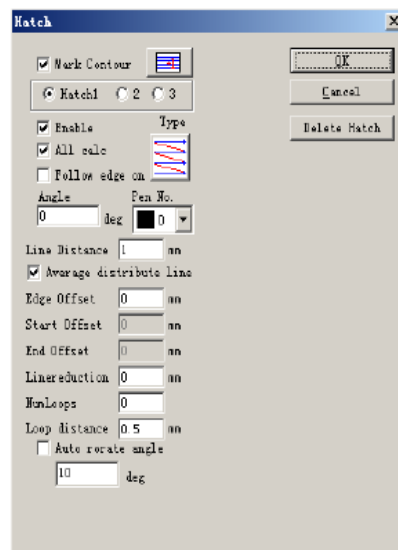 Hatch
Mark Contour
OK
Hatch1 2 3
Cancel
Enable Type
Delete Hatch
All calc
Follow edge on
Angle Pen No.
0 deg 0
Line Distance 1 mm
Average distribute line
Edge Offset 0 mm
Start Offset 0 mm
End Offset 0 mm
Linereduction 0 mm
NumLoops 0
Loop distance 0.5 mm
Auto rorate angle
10 deg